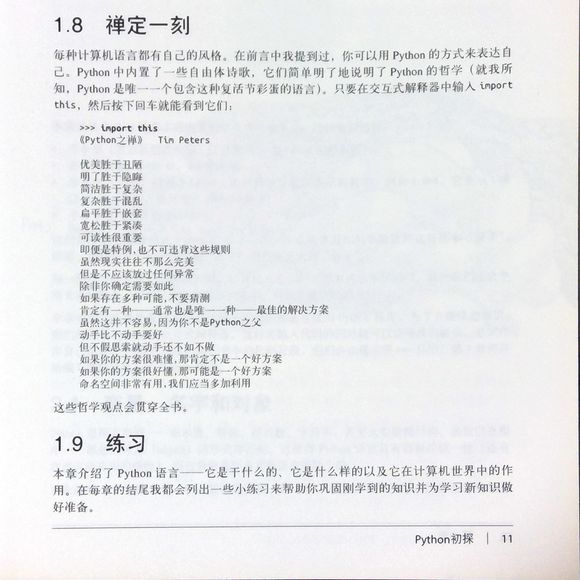 1.8 禅定一刻
每种计算机语言都有自己的风格。在前言中我提到过，你可以用 Python 的方式来表达自
己。Python 中内置了一些自由体诗歌，它们简单明了地说明了 Python 的哲学（就我所
知，Python 是唯一一个包含这种复活节彩蛋的语言）。只要在交互式解释器中输入 import
this，然后按下回车就能看到它们：
>>> import this
《Python之禅》 Tim Peters
优美胜于丑陋
明了胜于隐晦
简洁胜于复杂
复杂胜于混乱
扁平胜于嵌套
宽松胜于紧凑
可读性很重要
即便是特例,也不可违背这些规则
虽然现实往往不那么完美
但是不应该放过任何异常
除非你确定需要如此
如果存在多种可能,不要猜测
肯定有一种——通常也是唯一一种——最佳的解决方案
虽然这并不容易,因为你不是Python之父
动手比不动手要好
但不假思索就动手还不如不做
如果你的方案很难懂,那肯定不是一个好方案
如果你的方案很好懂,那可能是一个好方案
命名空间非常有用,我们应当多加利用
这些哲学观点会贯穿全书。
1.9 练习
本章介绍了 Python 语言——它是干什么的、它是什么样的以及它在计算机世界中的作
用。在每章的结尾我都会列出一些小练习来帮助你巩固刚学到的知识并为学习新知识做
好准备。
Python初探 | 11